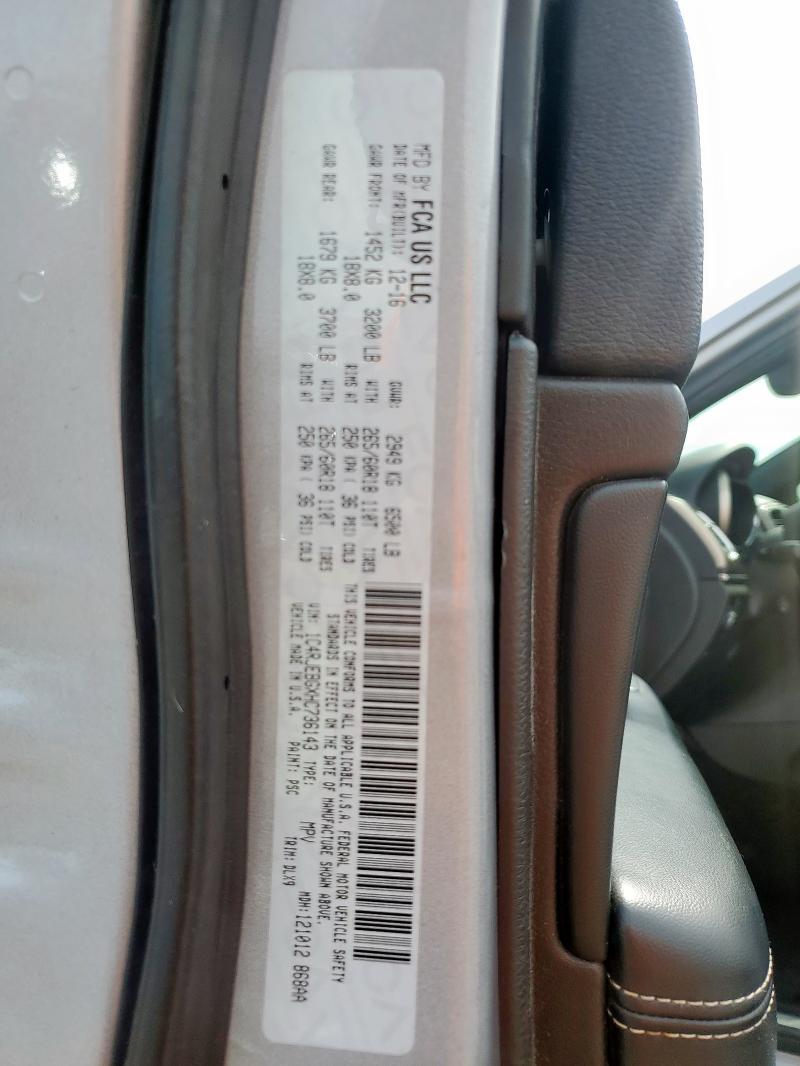 MFD BY FCA US LLC
DATE OF MFR(BUILT): 12-16 GVWR: 2949 KG 6500 LB
GAWR FRONT: 1452 KG 3200 LB WITH 265/60R18 110T TIRES
18X8.0 RIMS AT 250 KPA ( 36 PSI) COLD
GAWR REAR: 1679 KG 3700 LB WITH 265/60R18 110T TIRES
18X8.0 RIMS AT 250 KPA ( 36 PSI) COLD
THIS VEHICLE CONFORMS TO ALL APPLICABLE U.S.A. FEDERAL MOTOR VEHICLE SAFETY
STANDARDS IN EFFECT ON THE DATE OF MANUFACTURE SHOWN ABOVE.
VIN: 1C4RJEBGXHC736143 TYPE: MPV MDH:121012 868AA
VEHICLE MADE IN U.S.A. PAINT: PSC TRIM: DLX9